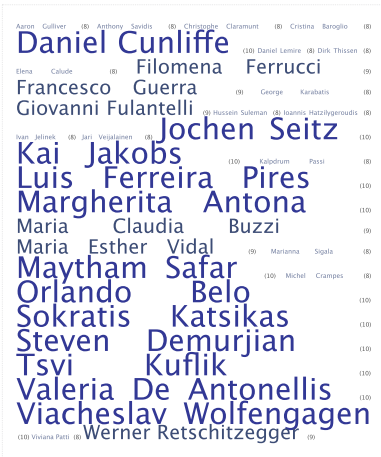 Aaron Gulliver (8) Anthony Savidis (8) Christophe Claramunt (8) Cristina Baroglio (8)
Daniel Cunliffe (10) Daniel Lemire (8) Dirk Thissen (8)
Elena Calude (8) Filomena Ferrucci (9)
Francesco Guerra (9) George Karabatis (8)
Giovanni Fulantelli (9) Hussein Suleman (8) Ioannis Hatzilygeroudis (8)
Ivan Jelinek (8) Jari Veijalainen (8) Jochen Seitz (10)
Kai Jakobs (10) Kalpdrum Passi (8)
Luis Ferreira Pires (10)
Margherita Antona (10)
Maria Claudia Buzzi (9)
Maria Esther Vidal (9) Marianna Sigala (8)
Maytham Safar (10) Michel Crampes (8)
Orlando Belo (10)
Sokratis Katsikas (10)
Steven Demurjian (10)
Tsvi Kuflik (10)
Valeria De Antonellis (10)
Viacheslav Wolfengagen
(10) Viviana Patti (8) Werner Retschitzegger (9)